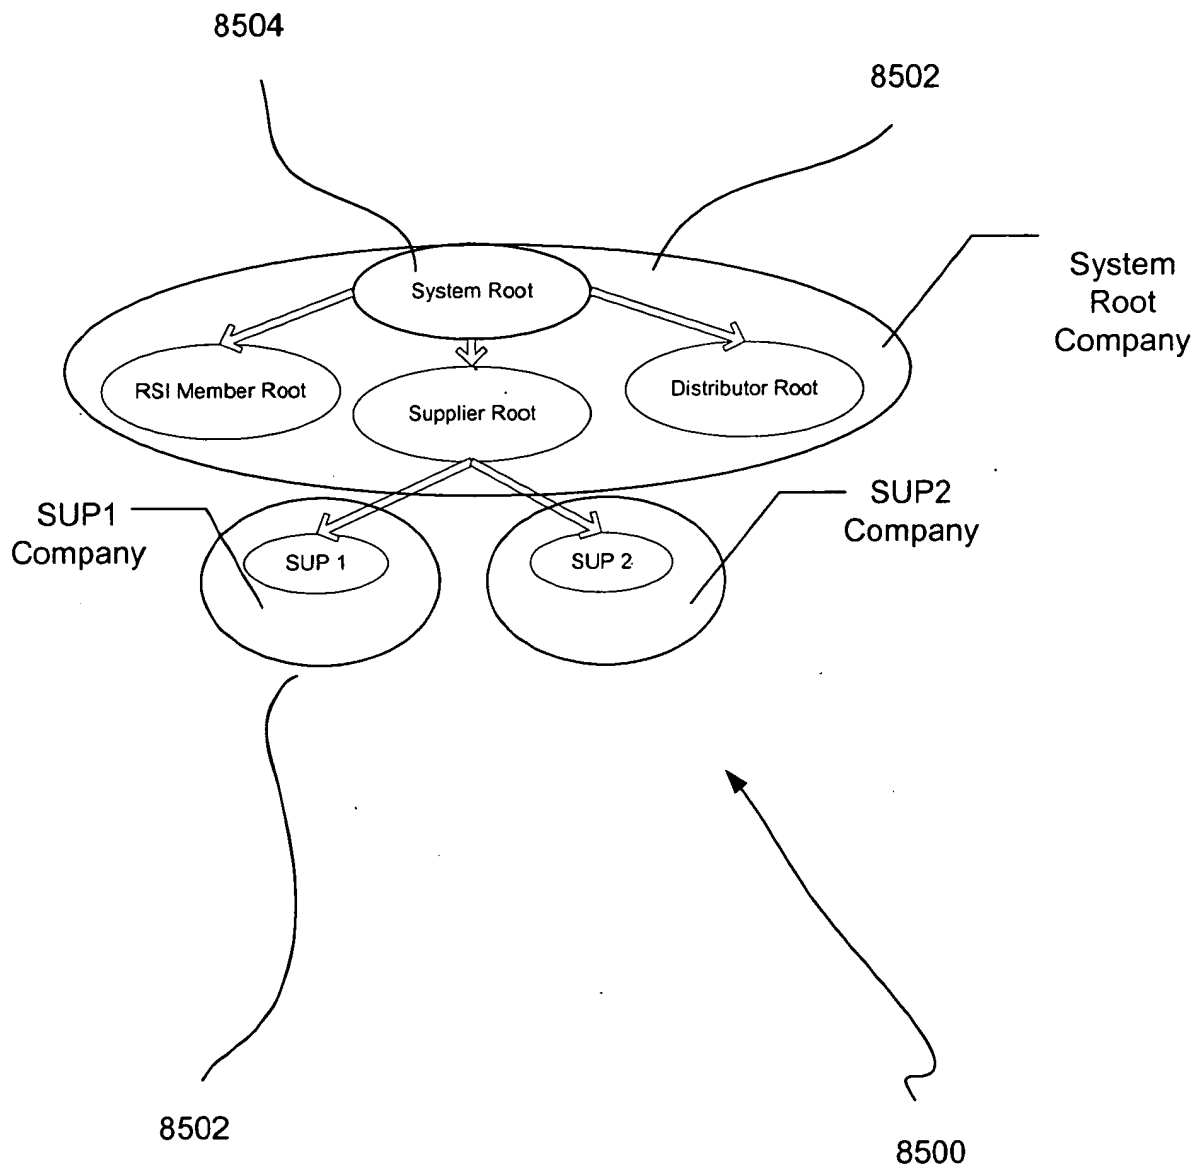 8504
8502
System
Root
Company
System Root
RSI Member Root
Supplier Root
Distributor Root
SUP1
Company
SUP2
Company
SUP 1
SUP 2
8502
8500